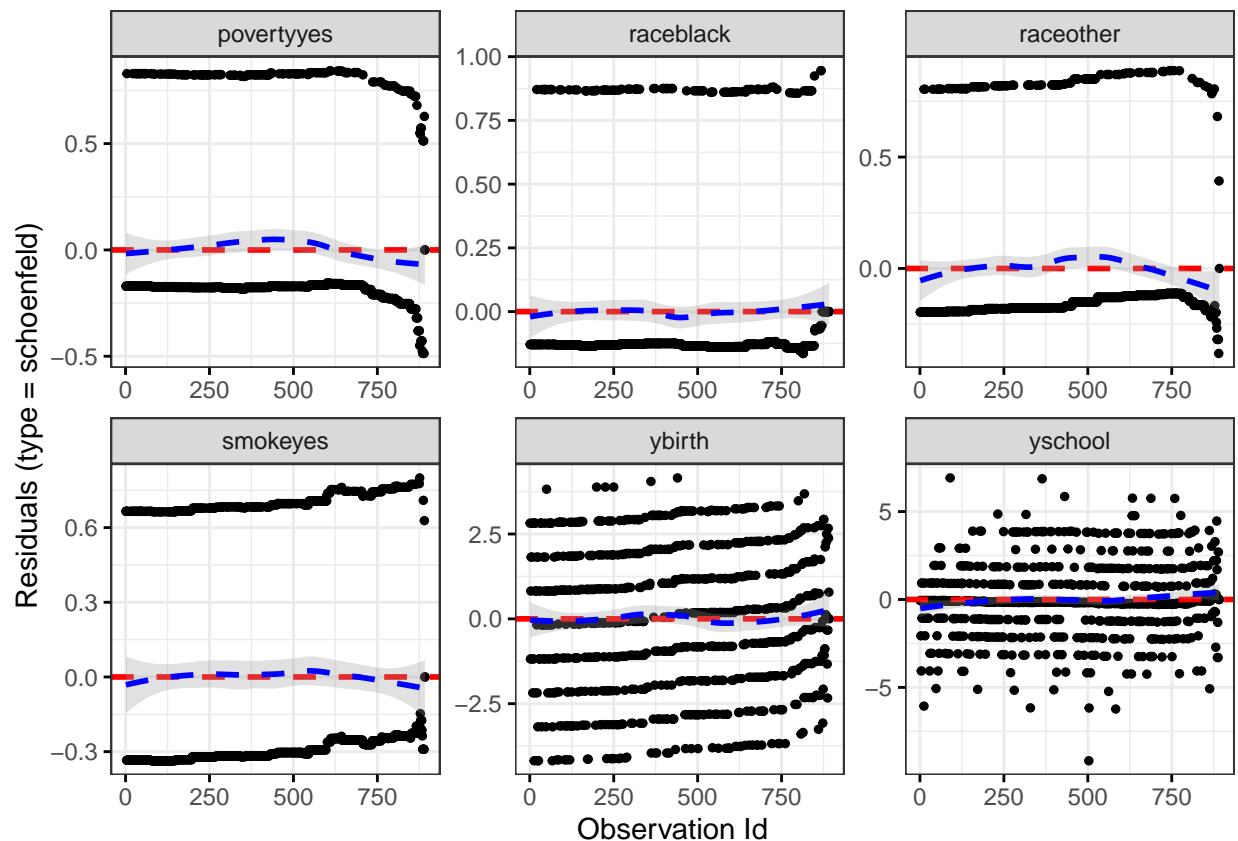 povertyyes raceblack raceother
1.00
0.75
0.50
0.25
0.00
0.5
0.0
−0.5
0.5
0.0
0 250 500 750
0 250 500 750
0 250 500 750
smokeyes ybirth yschool
0.6
0.3
0.0
−0.3
2.5
0.0
−2.5
5
0
−5
0 250 500 750
0 250 500 750
0 250 500 750
Residuals (type = schoenfeld)
Observation Id